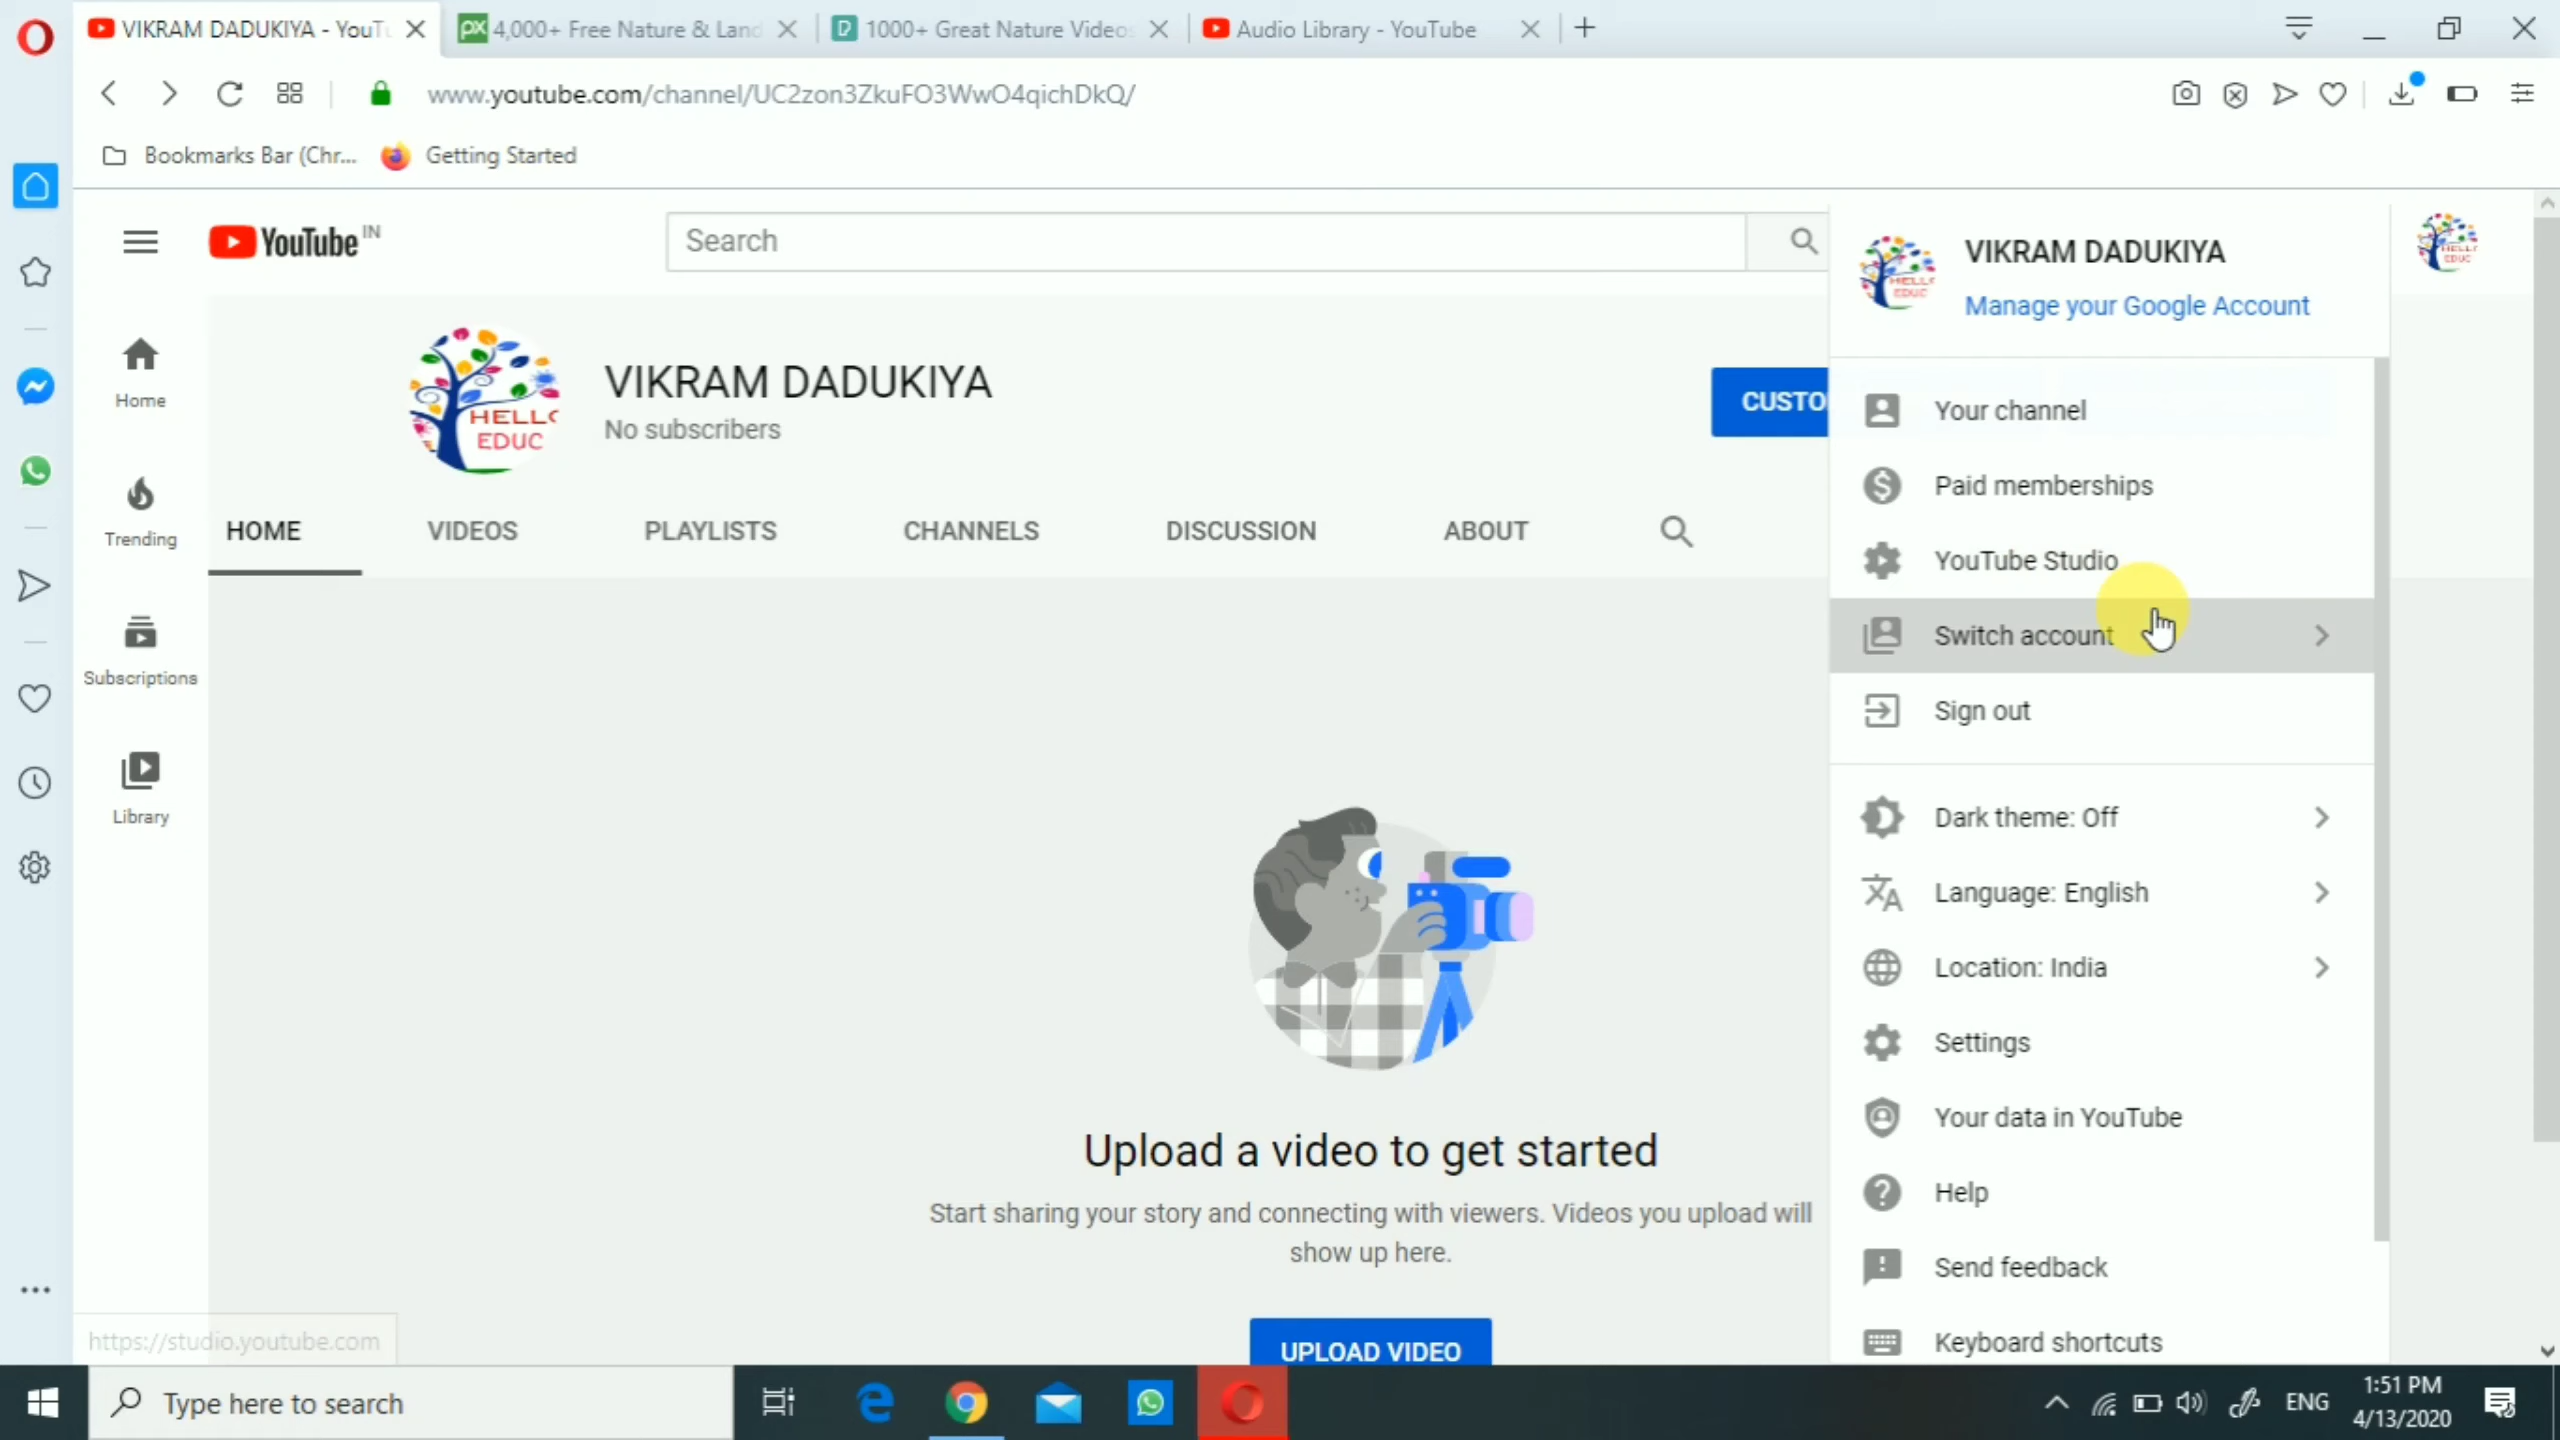 VIKRAM DADUKIYA - YouTu
4,000+ Free Nature & Land
1000+ Great Nature Videos
Audio Library - YouTube
www.youtube.com/channel/UC2zon3ZkuFO3WwO4qichDkQ/
Bookmarks Bar (Chr...
Getting Started
YouTube IN
Search
VIKRAM DADUKIYA
Manage your Google Account
HELLO
EDUC
VIKRAM DADUKIYA
No subscribers
CUSTO
HOME
VIDEOS
PLAYLISTS
CHANNELS
DISCUSSION
ABOUT
Home
Trending
Subscriptions
Library
Your channel
Paid memberships
YouTube Studio
Switch account
Sign out
Dark theme: Off
Language: English
Location: India
Settings
Your data in YouTube
Help
Send feedback
Keyboard shortcuts
Upload a video to get started
Start sharing your story and connecting with viewers. Videos you upload will
show up here.
UPLOAD VIDEO
https://studio.youtube.com
Type here to search
ENG
1:51 PM
4/13/2020